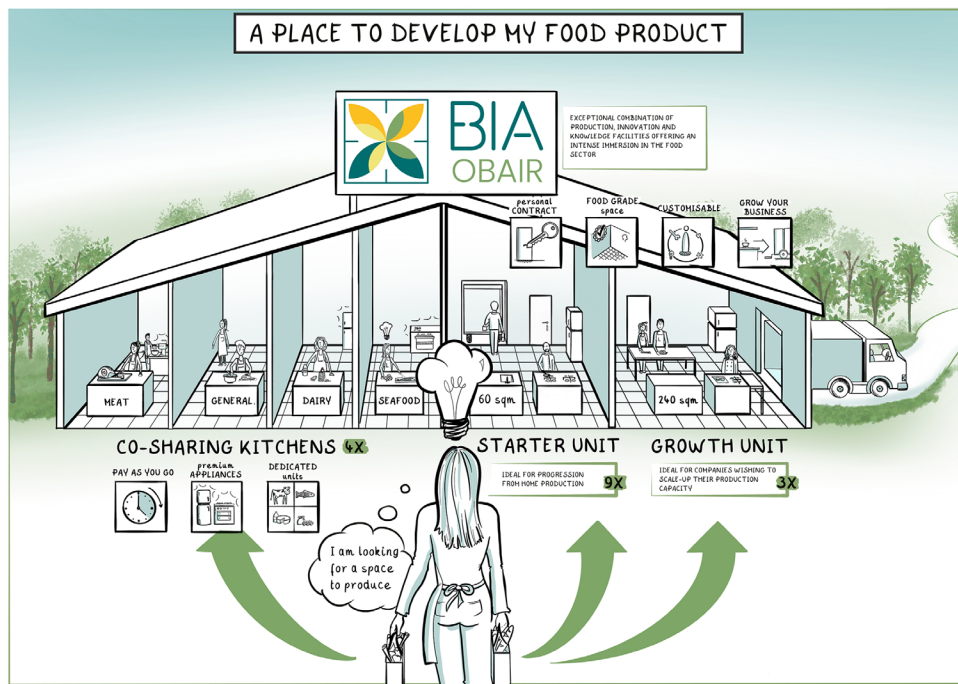 A PLACE TO DEVELOP MY FOOD PRODUCT
BIA
OBAIR
EXCEPTIONAL COMBINATION OF
PRODUCTION, INNOVATION AND
KNOWLEDGE FACILITIES OFFERING AN
INTENSE IMMERSION IN THE FOOD
SECTOR
personal
CONTRACT
FOOD GRADE
space
CUSTOMISABLE
GROW YOUR
BUSINESS
MEAT
GENERAL
DAIRY
SEAFOOD
60 sqm
240 sqm
CO-SHARING KITCHENS 4X
PAY AS YOU GO
premium
APPLIANCES
DEDICATED
units
STARTER UNIT
IDEAL FOR PROGRESSION
FROM HOME PRODUCTION
9X
GROWTH UNIT
IDEAL FOR COMPANIES WISHING TO
SCALE-UP THEIR PRODUCTION
CAPACITY
3X
I am looking
for a space
to produce